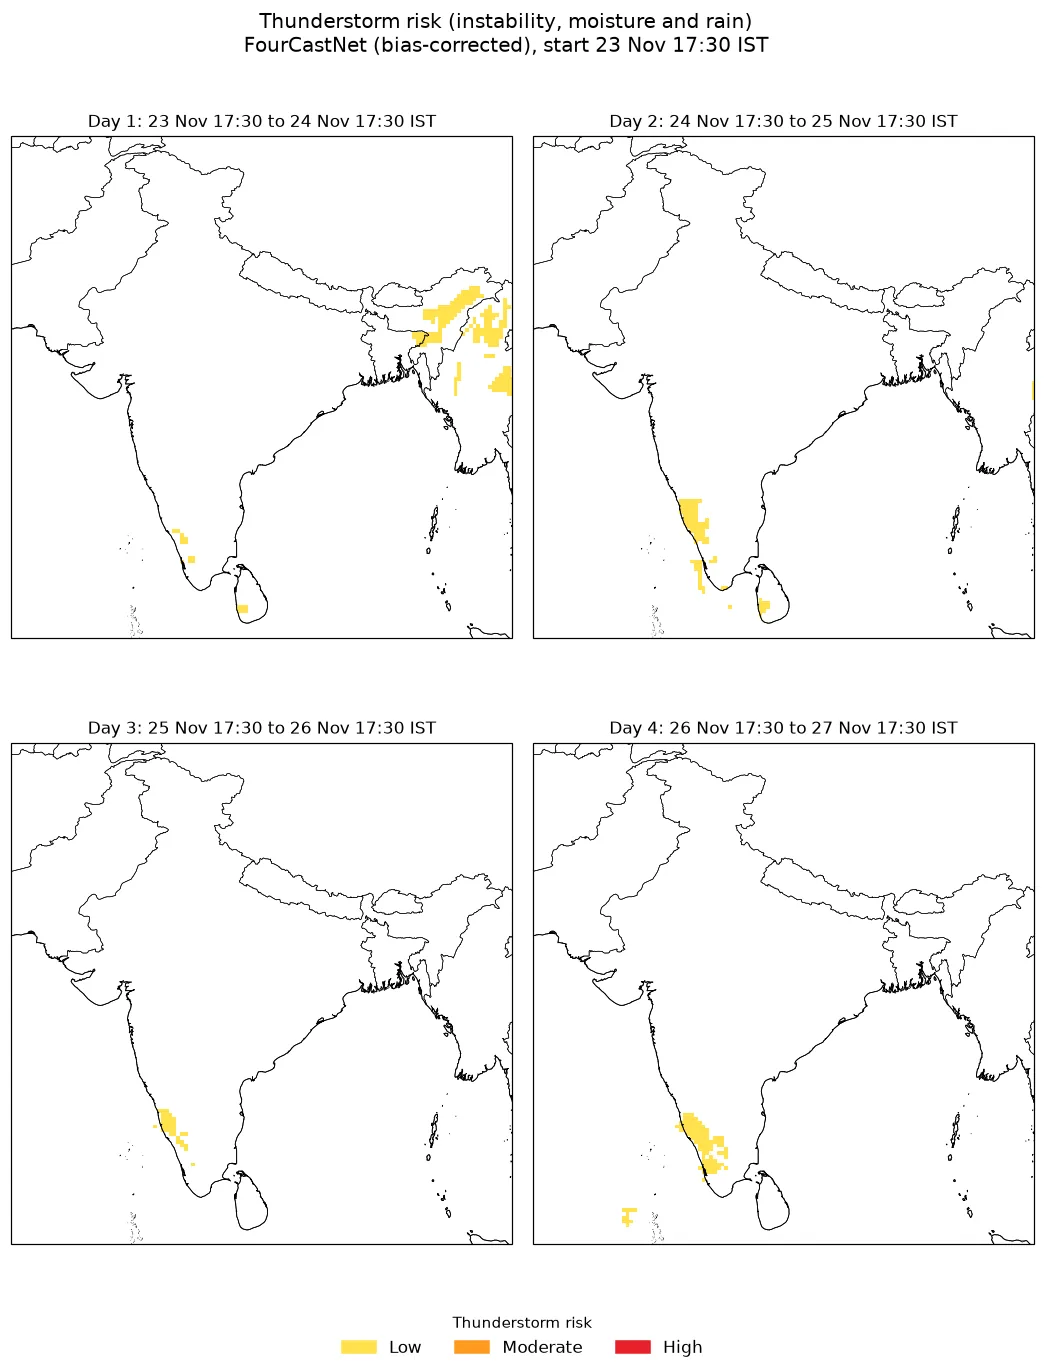 Thunderstorm risk (instability, moisture and rain)
FourCastNet (bias-corrected), start 23 Nov 17:30 IST
Day 1: 23 Nov 17:30 to 24 Nov 17:30 IST
Day 2: 24 Nov 17:30 to 25 Nov 17:30 IST
Day 3: 25 Nov 17:30 to 26 Nov 17:30 IST
Day 4: 26 Nov 17:30 to 27 Nov 17:30 IST
Thunderstorm risk
Low Moderate High